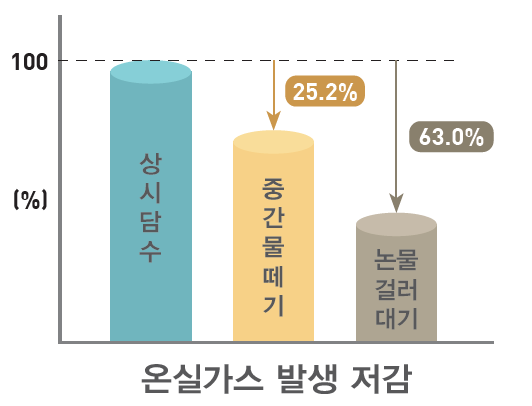 100
25.2%
63.0%
(%)
상시담수
중간물떼기
논물
걸러
대기
온실가스 발생 저감